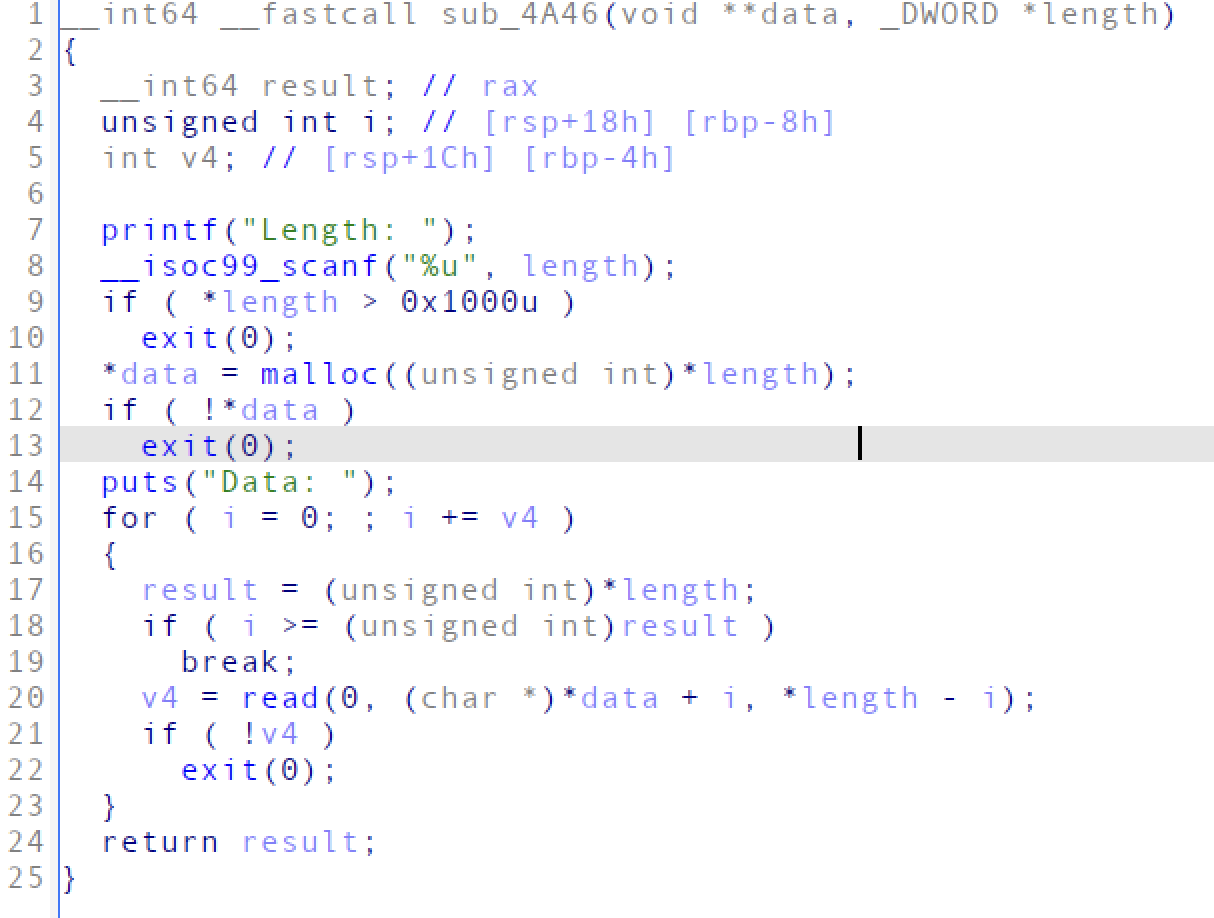 1 __int64 __fastcall sub_4A46(void **data, _DWORD *length)
2 {
3   __int64 result; // rax
4   unsigned int i; // [rsp+18h] [rbp-8h]
5   int v4; // [rsp+1Ch] [rbp-4h]
6
7   printf("Length: ");
8   __isoc99_scanf("%u", length);
9   if ( *length > 0x1000u )
10     exit(0);
11   *data = malloc((unsigned int)*length);
12   if ( !*data )
13     exit(0);
14   puts("Data: ");
15   for ( i = 0; ; i += v4 )
16   {
17     result = (unsigned int)*length;
18     if ( i >= (unsigned int)result )
19       break;
20     v4 = read(0, (char *)*data + i, *length - i);
21     if ( !v4 )
22       exit(0);
23   }
24   return result;
25 }